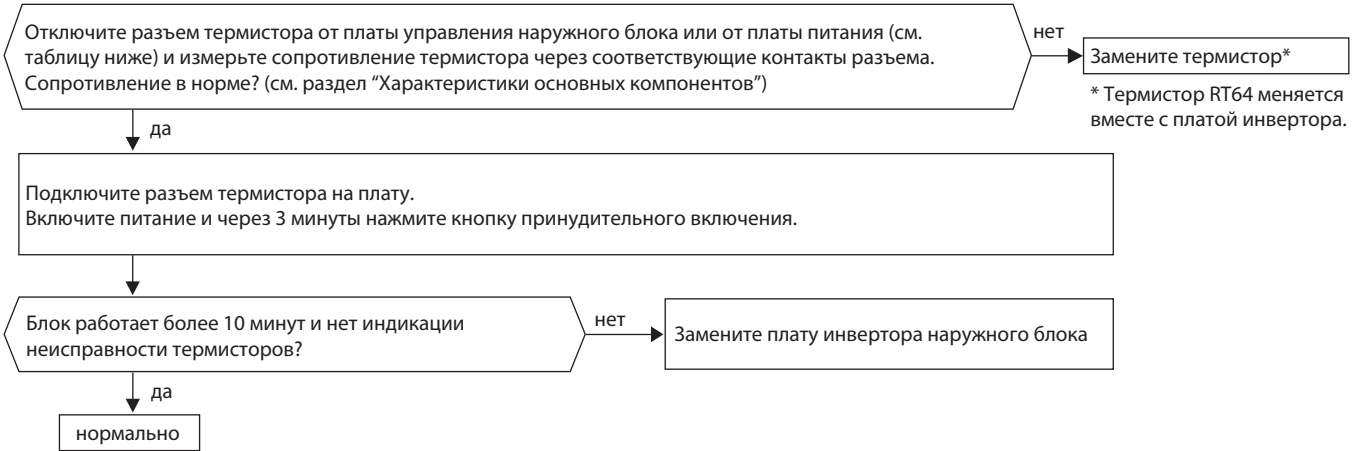 Отключите разъем термистора от платы управления наружного блока или от платы питания (см.
таблицу ниже) и измерьте сопротивление термистора через соответствующие контакты разъема.
Сопротивление в норме? (см. раздел “Характеристики основных компонентов”)
нет
Замените термистор*
* Термистор RT64 меняется
вместе с платой инвертора.
да
Подключите разъем термистора на плату.
Включите питание и через 3 минуты нажмите кнопку принудительного включения.
Блок работает более 10 минут и нет индикации
неисправности термисторов?
нет
Замените плату инвертора наружного блока
да
нормально